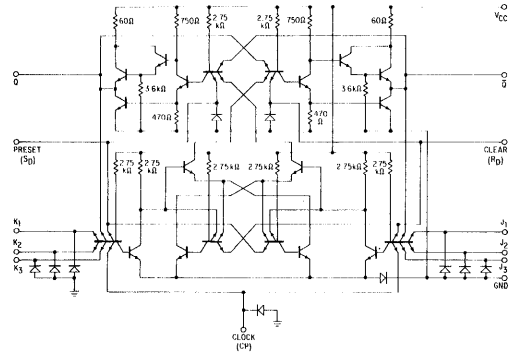 60Ω 750Ω 2.75 kΩ 2.75 kΩ 750Ω 60Ω VCC
Q 3.6kΩ 3.6kΩ Q̅
470 Ω 470 Ω
PRESET (SD) CLEAR (RD)
2.75 kΩ 2.75 kΩ 2.75kΩ 2.75kΩ 2.75kΩ 2.75 kΩ
K1 J1
K2 J2
K3 J3
GND
CLOCK
(CP)